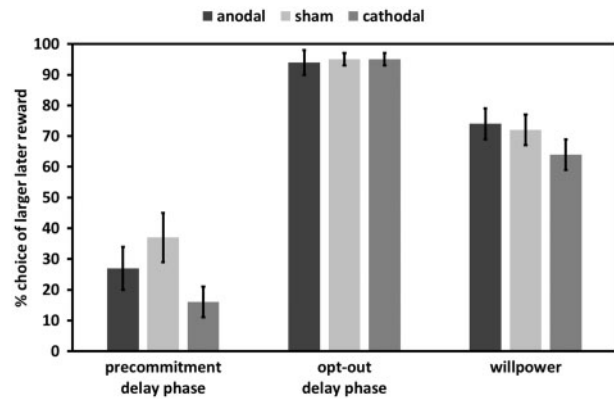 anodal sham cathodal
% choice of larger later reward
100
90
80
70
60
50
40
30
20
10
0
precommitment
delay phase
opt-out
delay phase
willpower